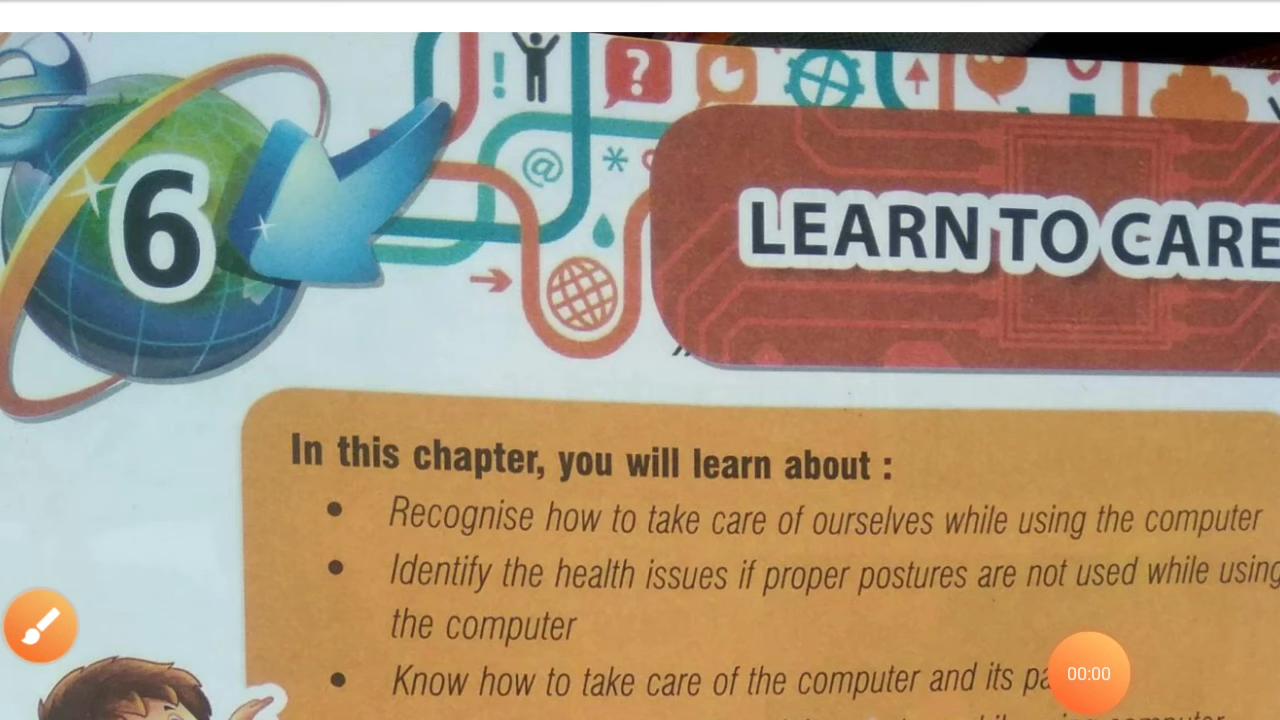 6
LEARN TO CARE
In this chapter, you will learn about :
• Recognise how to take care of ourselves while using the computer
• Identify the health issues if proper postures are not used while using
the computer
• Know how to take care of the computer and its
00:00